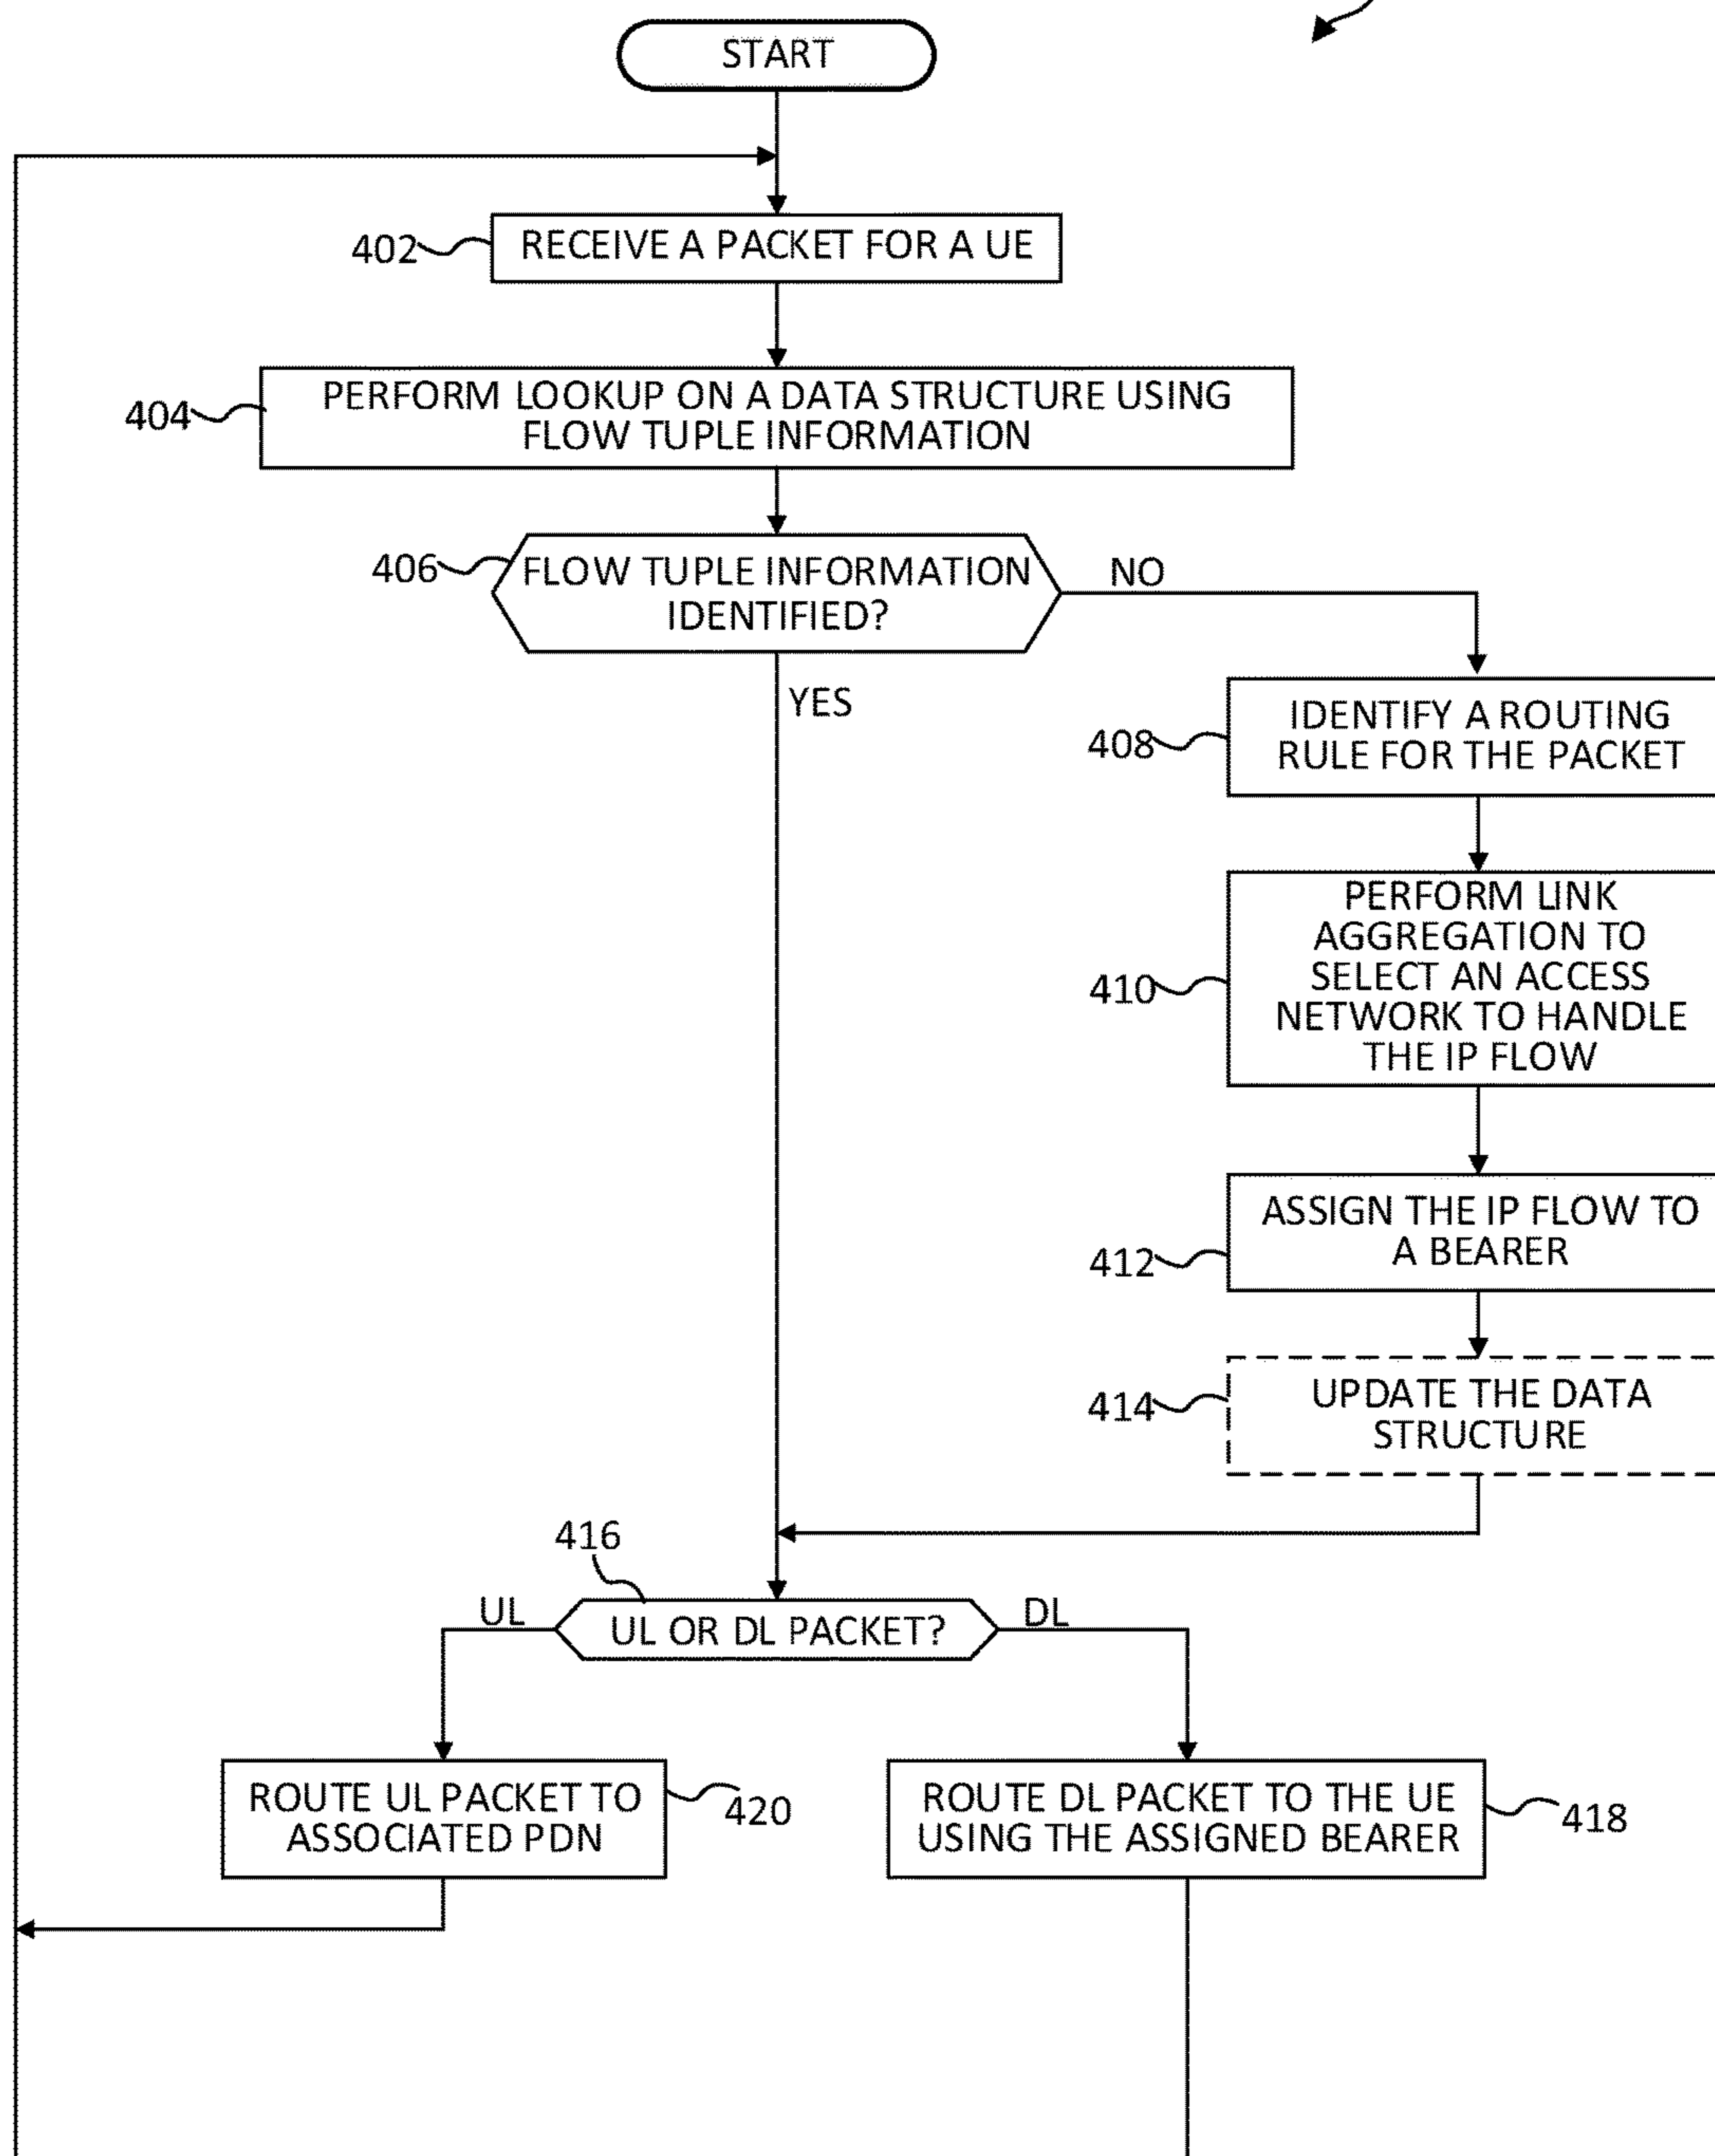 START
402
RECEIVE A PACKET FOR A UE
404
PERFORM LOOKUP ON A DATA STRUCTURE USING
FLOW TUPLE INFORMATION
406
FLOW TUPLE INFORMATION
IDENTIFIED?
NO
YES
408
IDENTIFY A ROUTING
RULE FOR THE PACKET
410
PERFORM LINK
AGGREGATION TO
SELECT AN ACCESS
NETWORK TO HANDLE
THE IP FLOW
412
ASSIGN THE IP FLOW TO
A BEARER
414
UPDATE THE DATA
STRUCTURE
416
UL
UL OR DL PACKET?
DL
ROUTE UL PACKET TO
ASSOCIATED PDN
420
ROUTE DL PACKET TO THE UE
USING THE ASSIGNED BEARER
418